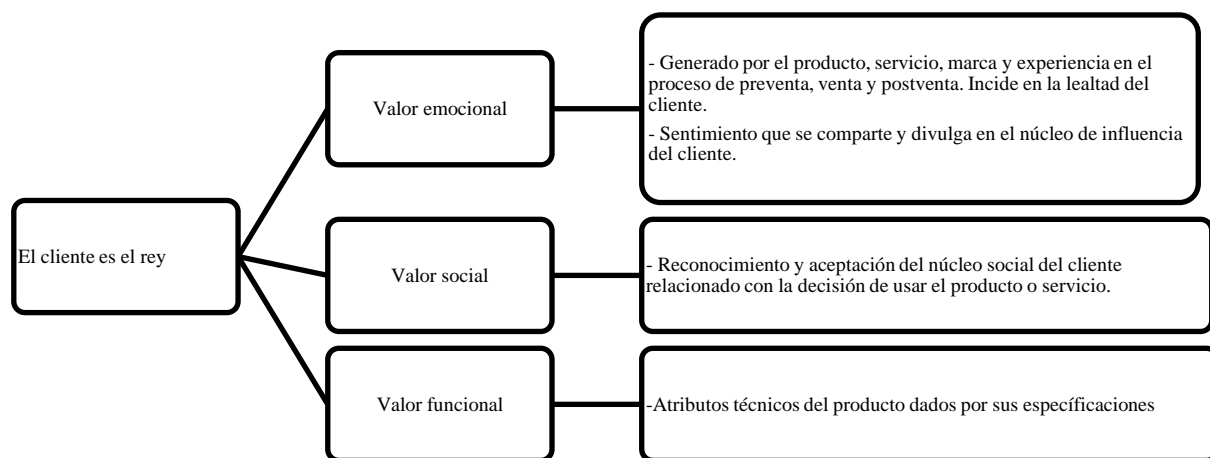 - Generado por el producto, servicio, marca y experiencia en el
proceso de preventa, venta y postventa. Incide en la lealtad del
cliente.
- Sentimiento que se comparte y divulga en el núcleo de influencia
del cliente.
Valor emocional
El cliente es el rey
Valor social
- Reconocimiento y aceptación del núcleo social del cliente
relacionado con la decisión de usar el producto o servicio.
Valor funcional
-Atributos técnicos del producto dados por sus específicaciones